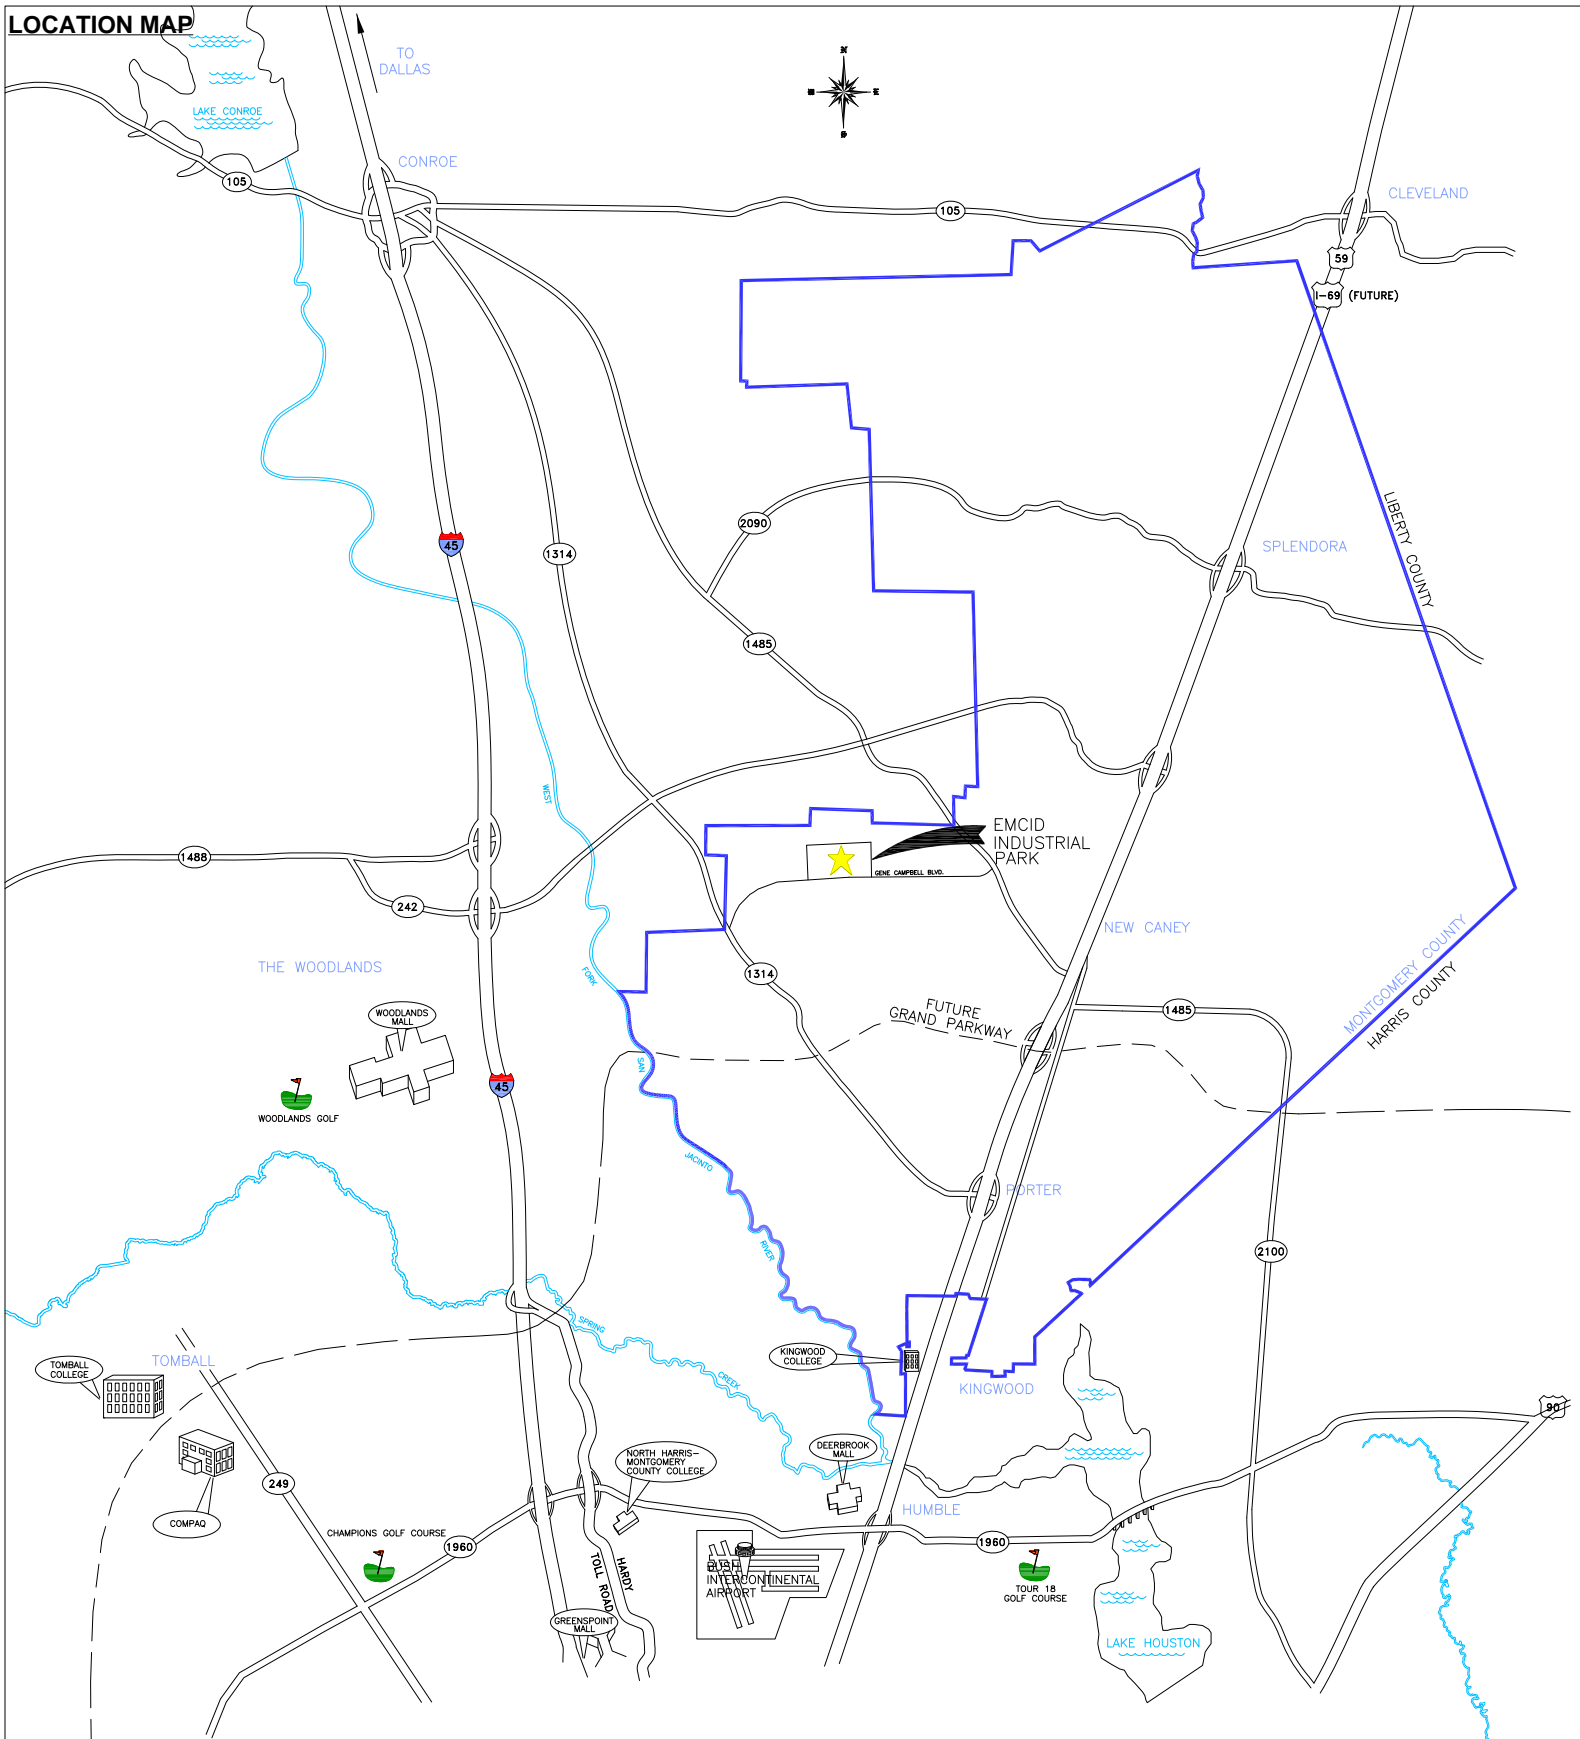 LOCATION MAP
TO
DALLAS
N
E
S
LAKE CONROE
CONROE
105
105
CLEVELAND
59
I-69 (FUTURE)
LIBERTY COUNTY
2090
45
1314
SPLENDORA
1485
WEST
EMCID
INDUSTRIAL
PARK
GENE CAMPBELL BLVD.
1488
242
NEW CANEY
THE WOODLANDS
FORK
1314
MONTGOMERY COUNTY
HARRIS COUNTY
FUTURE
GRAND PARKWAY
1485
WOODLANDS
MALL
SAN
45
WOODLANDS GOLF
JACINTO
PORTER
RIVER
2100
SPRING
TOMBALL
TOMBALL
COLLEGE
KINGWOOD
COLLEGE
CREEK
KINGWOOD
90
DEERBROOK
MALL
NORTH HARRIS-
MONTGOMERY
COUNTY COLLEGE
249
COMPAQ
HUMBLE
CHAMPIONS GOLF COURSE
1960
1960
HARDY
TOLL ROAD
BUSH
INTERCONTINENTAL
AIRPORT
TOUR 18
GOLF COURSE
GREENSPOINT
MALL
LAKE HOUSTON